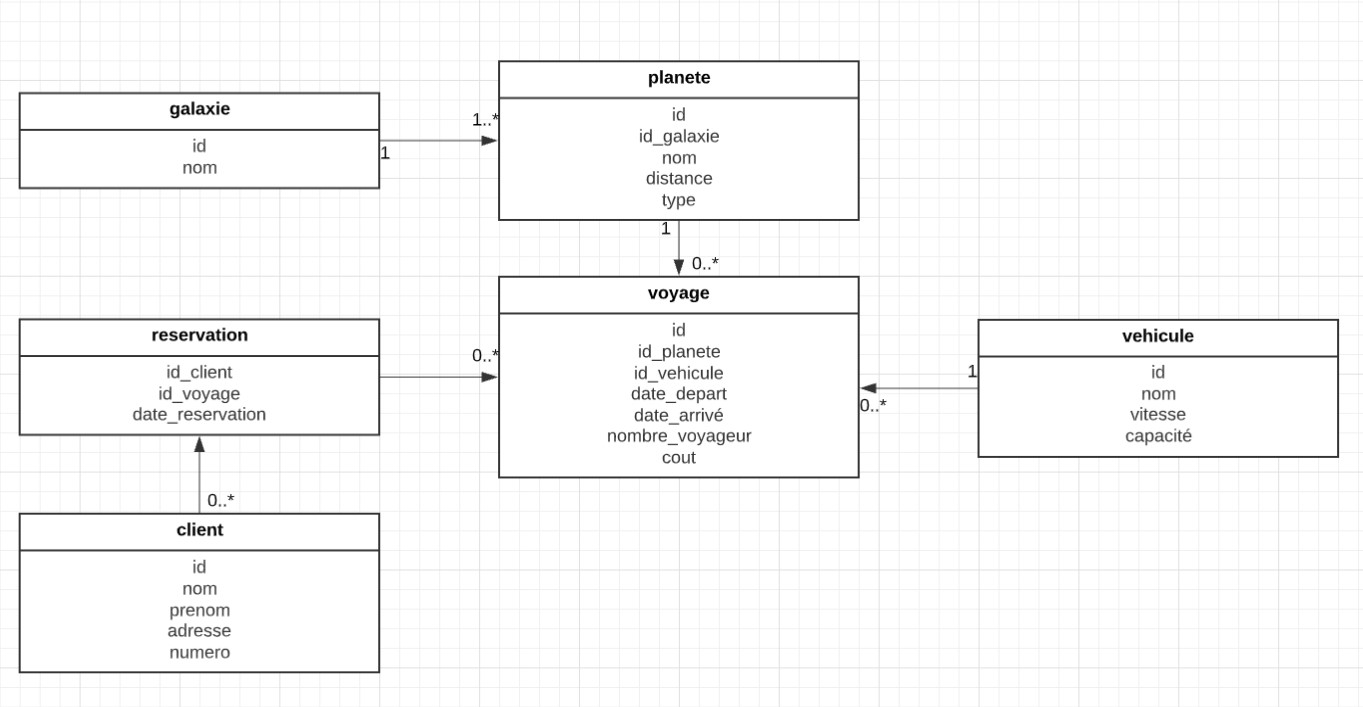 galaxie
id
nom
1
1..*
planete
id
id_galaxie
nom
distance
type
1
0..*
voyage
id
id_planete
id_vehicule
date_depart
date_arrivé
nombre_voyageur
cout
reservation
id_client
id_voyage
date_reservation
0..*
vehicule
id
nom
vitesse
capacité
1
0..*
0..*
client
id
nom
prenom
adresse
numero